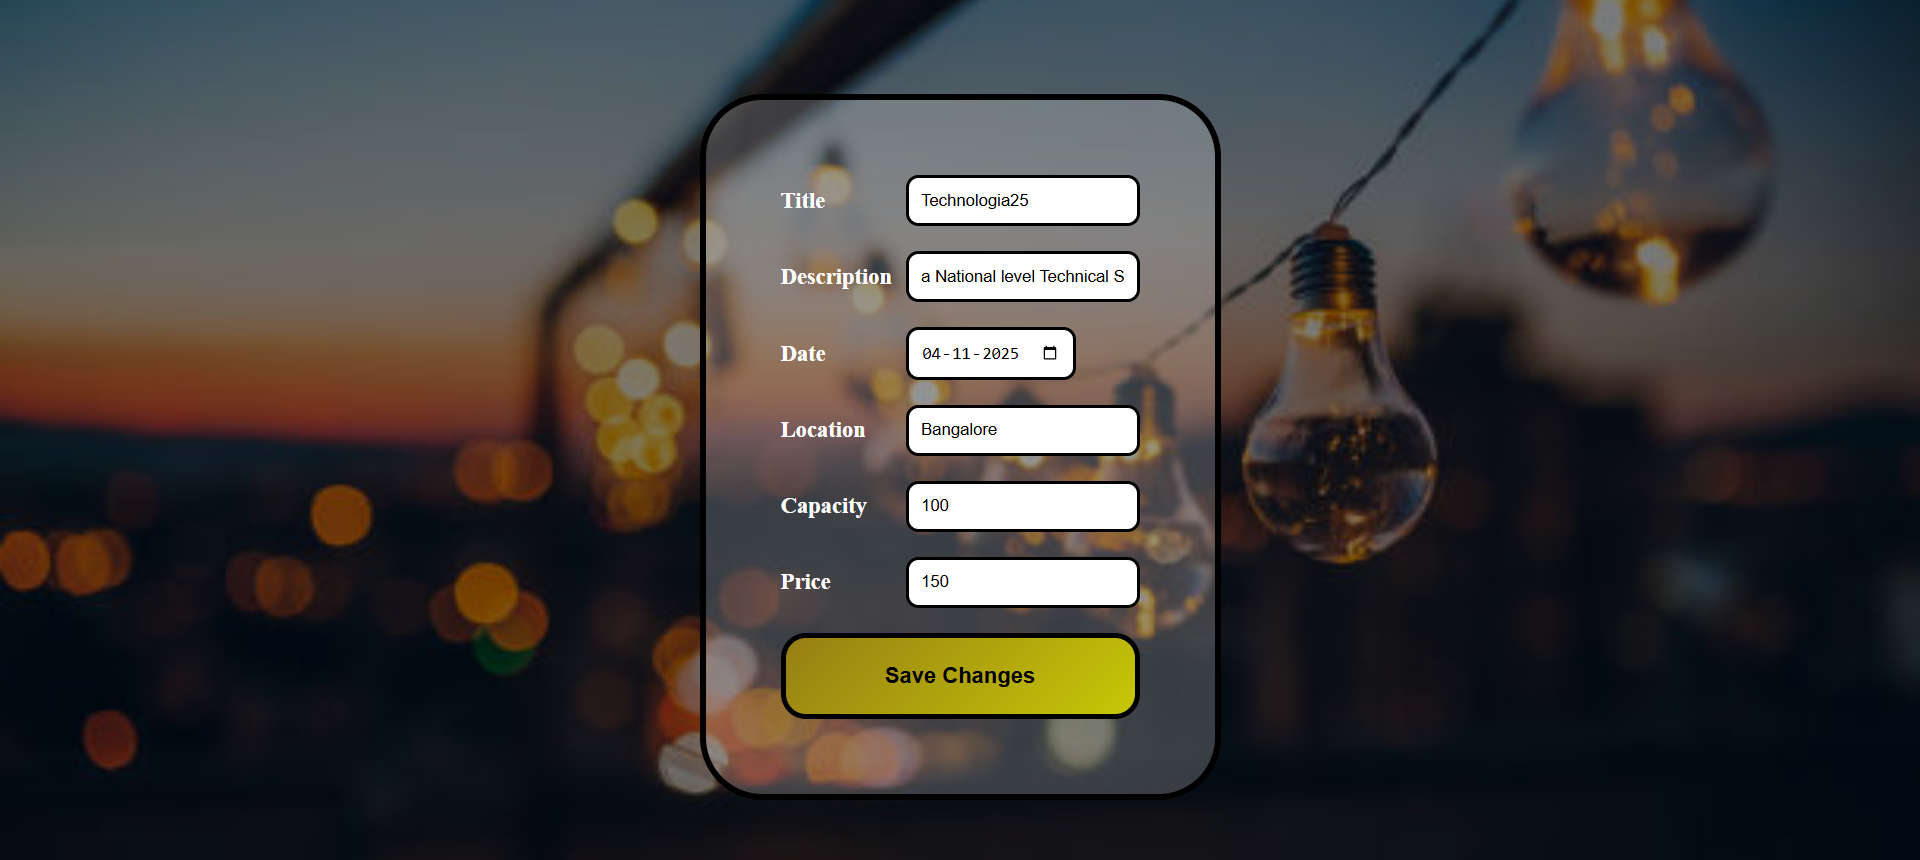 Title Technologia25
Description a National level Technical S
Date 04-11-2025
Location Bangalore
Capacity 100
Price 150
Save Changes